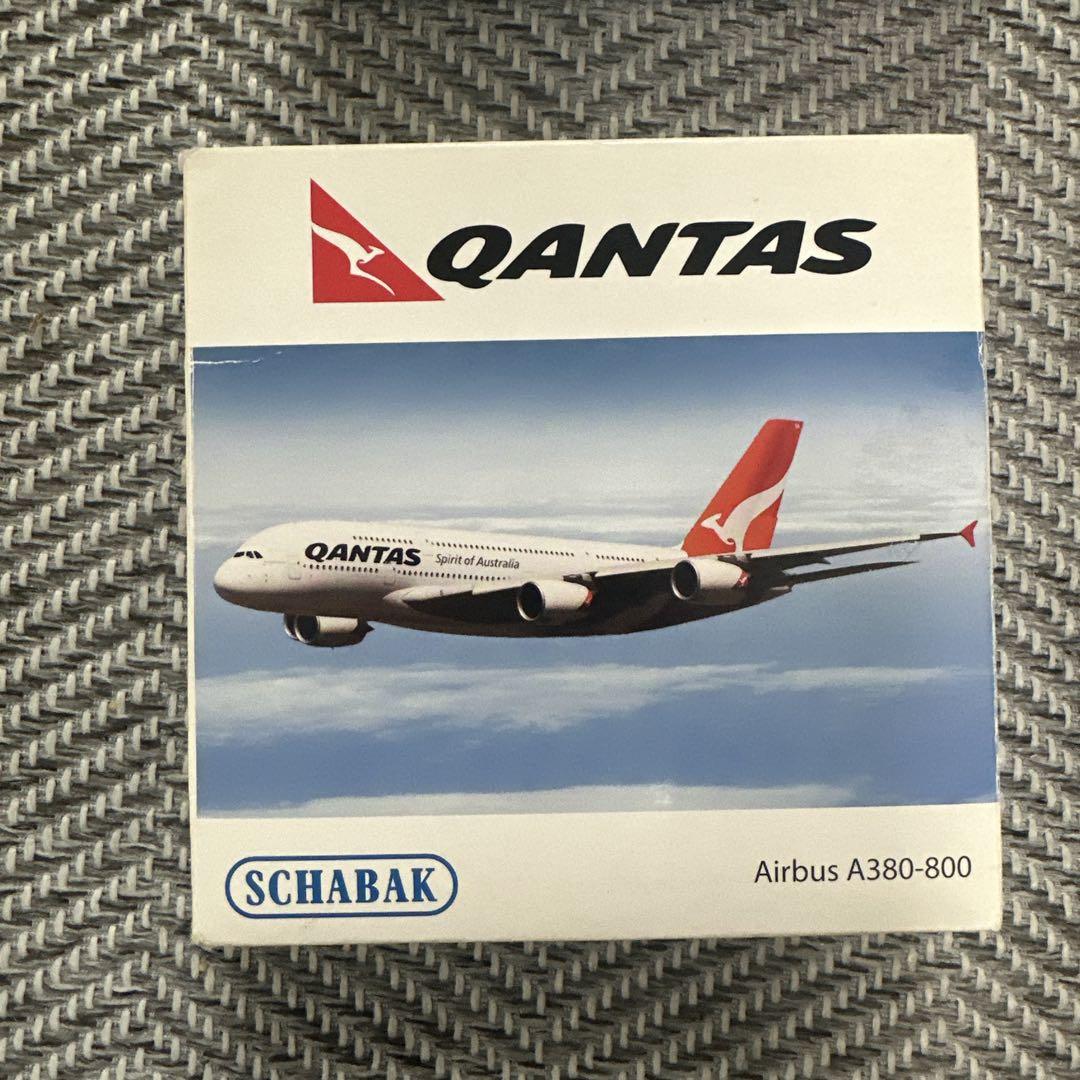 QANTAS
QANTAS Spirit of Australia
SCHABAK
Airbus A380-800